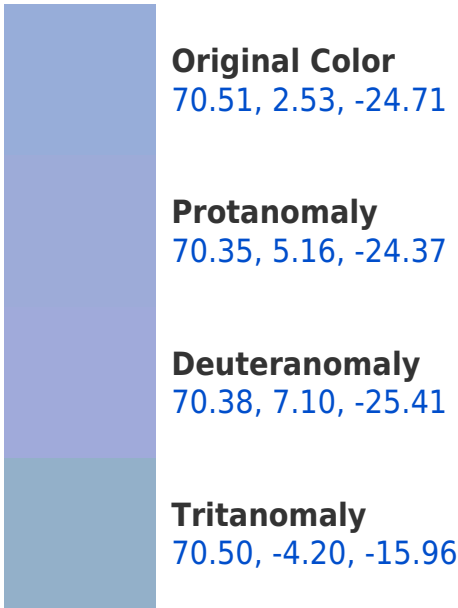 Original Color
70.51, 2.53, -24.71
Protanomaly
70.35, 5.16, -24.37
Deuteranomaly
70.38, 7.10, -25.41
Tritanomaly
70.50, -4.20, -15.96